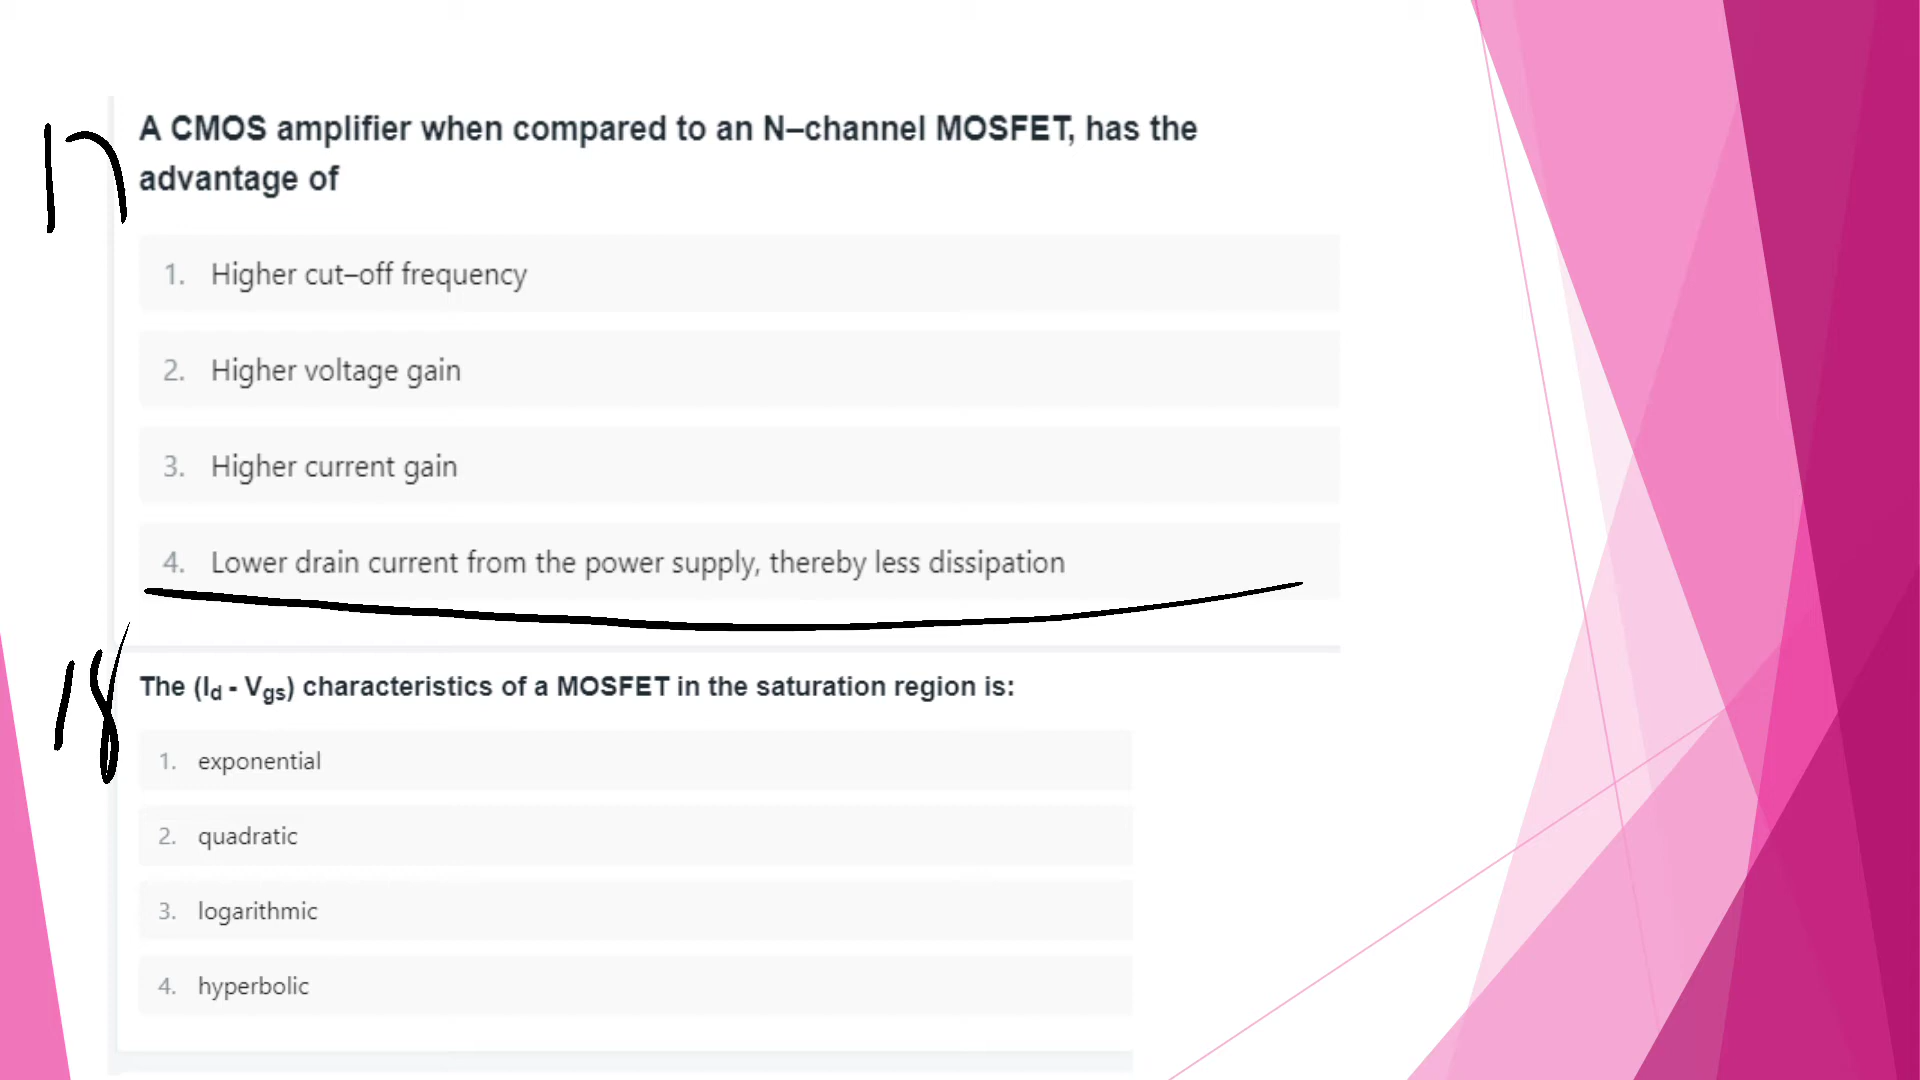 17
A CMOS amplifier when compared to an N–channel MOSFET, has the
advantage of
1. Higher cut–off frequency
2. Higher voltage gain
3. Higher current gain
4. Lower drain current from the power supply, thereby less dissipation
18
The (Id - Vgs) characteristics of a MOSFET in the saturation region is:
1. exponential
2. quadratic
3. logarithmic
4. hyperbolic